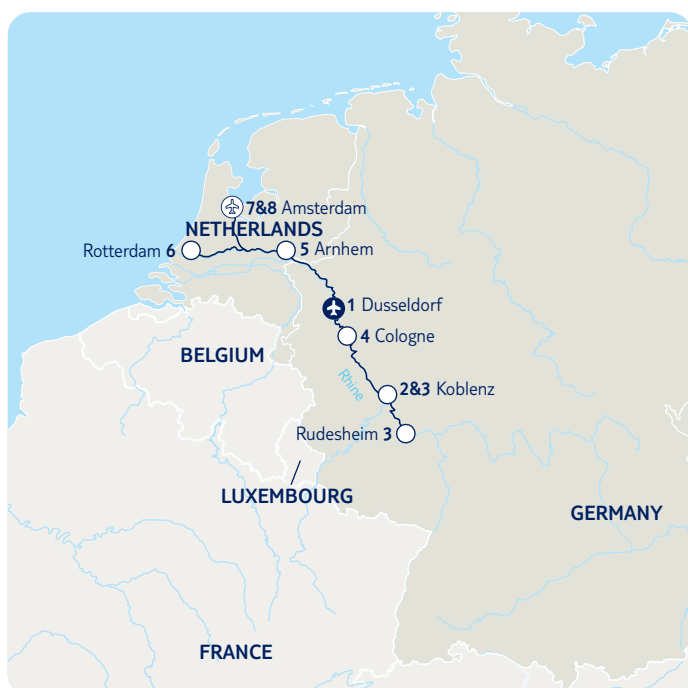 7&8 Amsterdam
NETHERLANDS
Rotterdam 6
5 Arnhem
1 Dusseldorf
4 Cologne
BELGIUM
Rhine
2&3 Koblenz
Rudesheim 3
LUXEMBOURG
GERMANY
FRANCE